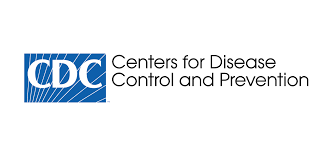 CDC
Centers for Disease
Control and Prevention